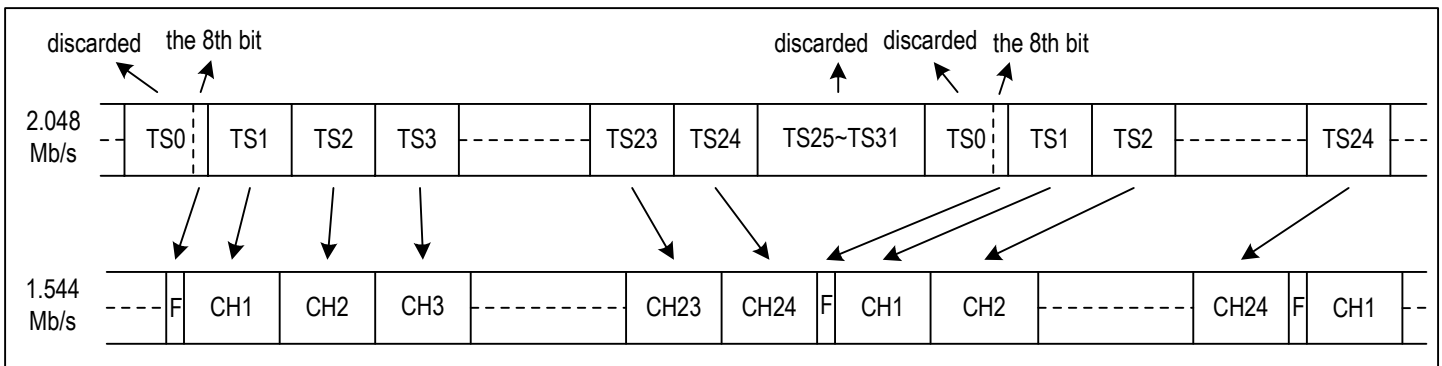 discarded the 8th bit discarded discarded the 8th bit
2.048
Mb/s
TS0 TS1 TS2 TS3 TS23 TS24 TS25~TS31 TS0 TS1 TS2 TS24
1.544
Mb/s
F CH1 CH2 CH3 CH23 CH24 F CH1 CH2 CH24 F CH1